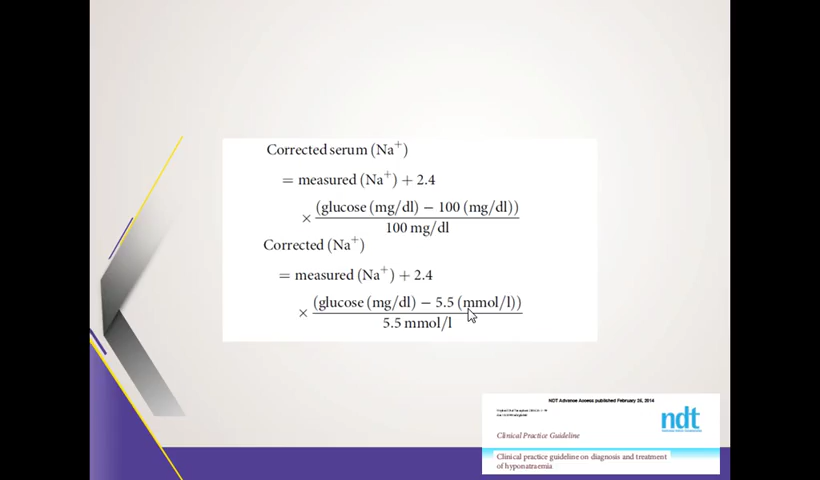 Corrected serum (Na+)
= measured (Na+) + 2.4
× (glucose (mg/dl) − 100 (mg/dl))
100 mg/dl
Corrected (Na+)
= measured (Na+) + 2.4
× (glucose (mg/dl) − 5.5 (mmol/l))
5.5 mmol/l
NDT Advance Access published February 25, 2014
ndt
Clinical Practice Guideline
Clinical practice guideline on diagnosis and treatment
of hyponatraemia